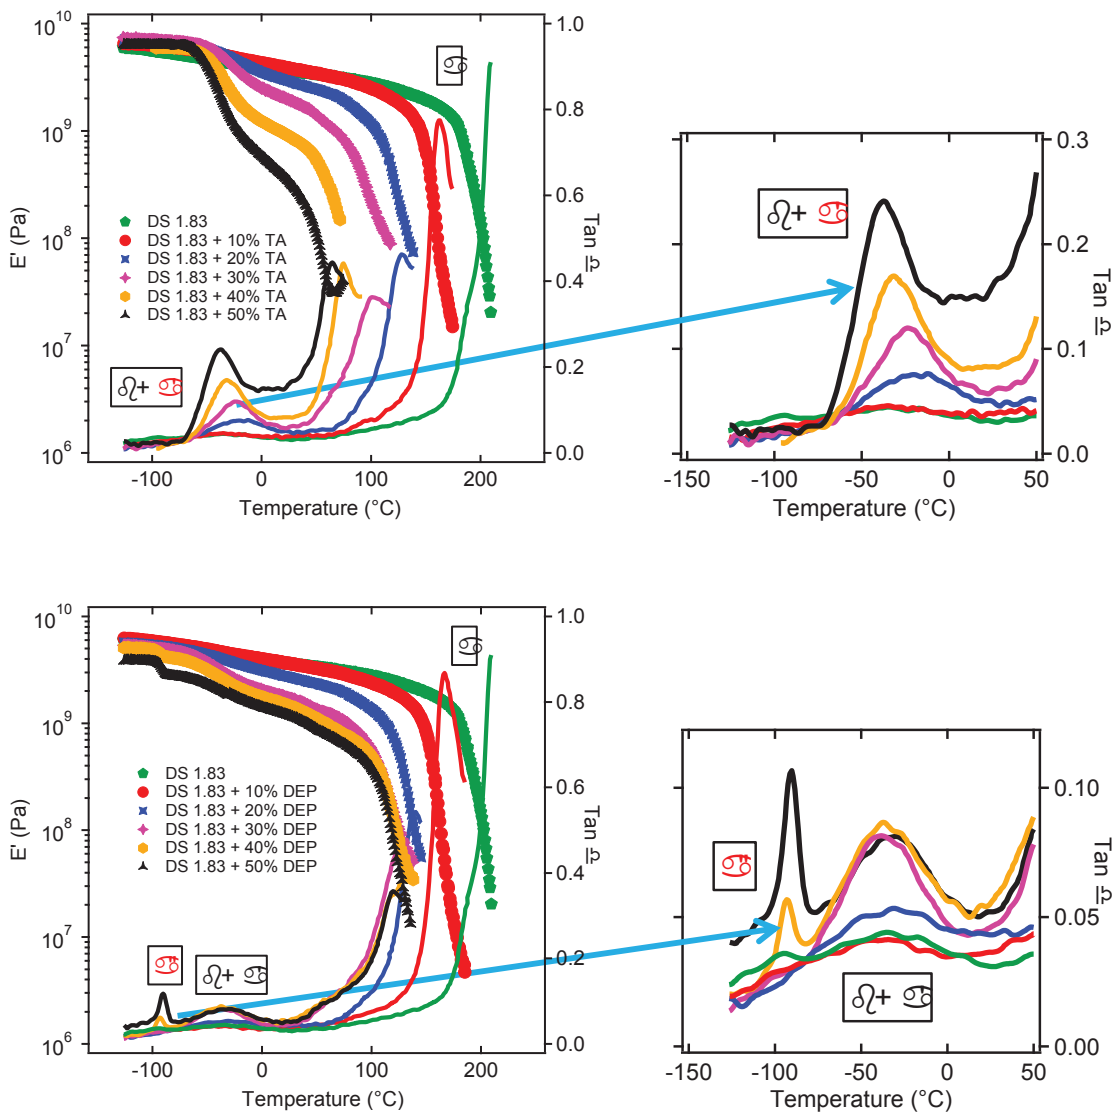 10^10
10^9
10^8
10^7
10^6
E' (Pa)
1.0
0.8
0.6
0.4
0.2
0.0
Tan ♎
♋
DS 1.83
DS 1.83 + 10% TA
DS 1.83 + 20% TA
DS 1.83 + 30% TA
DS 1.83 + 40% TA
DS 1.83 + 50% TA
♌+ ♋
-100
0
100
200
Temperature (°C)
♌+ ♋
0.3
0.2
0.1
0.0
Tan ♎
-150
-100
-50
0
50
Temperature (°C)
10^10
10^9
10^8
10^7
10^6
E' (Pa)
1.0
0.8
0.6
0.4
0.2
0.0
Tan ♎
♋
DS 1.83
DS 1.83 + 10% DEP
DS 1.83 + 20% DEP
DS 1.83 + 30% DEP
DS 1.83 + 40% DEP
DS 1.83 + 50% DEP
♋
♌+ ♋
-100
0
100
200
Temperature (°C)
♋
♌+ ♋
0.10
0.05
0.00
Tan ♎
-150
-100
-50
0
50
Temperature (°C)